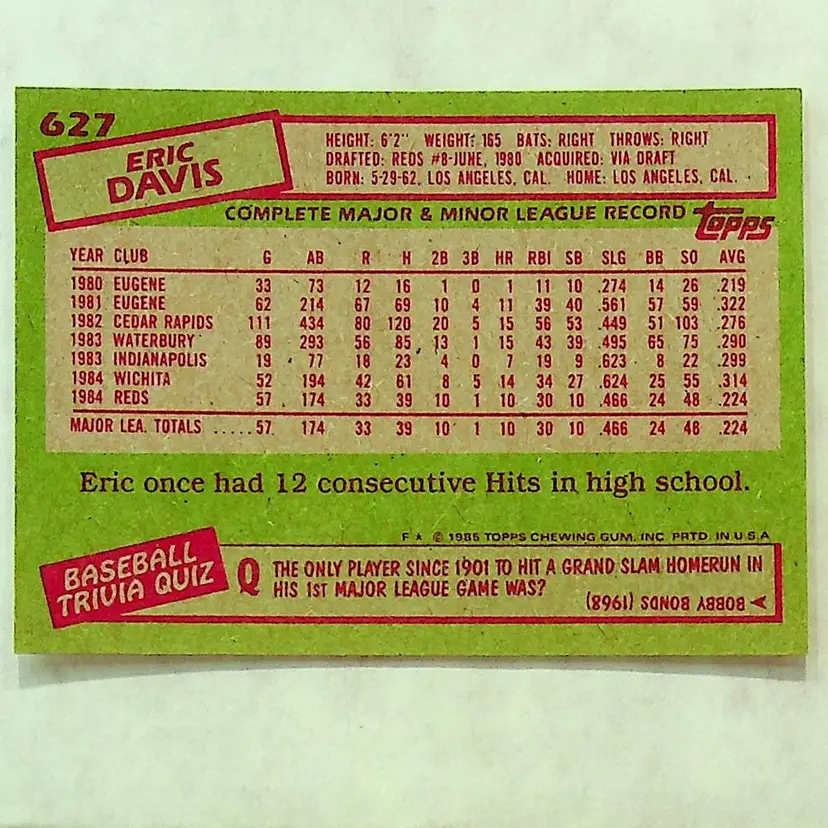 627
ERIC
DAVIS
HEIGHT: 6'2" WEIGHT: 165 BATS: RIGHT THROWS: RIGHT
DRAFTED: REDS #8-JUNE, 1980 ACQUIRED: VIA DRAFT
BORN: 5-29-62, LOS ANGELES, CAL. HOME: LOS ANGELES, CAL.
COMPLETE MAJOR & MINOR LEAGUE RECORD topps
YEAR CLUB G AB R H 2B 3B HR RBI SB SLG BB SO AVG
1980 EUGENE 33 73 12 16 1 0 1 11 10 .274 14 26 .219
1981 EUGENE 62 214 67 69 10 4 11 39 40 .561 57 59 .322
1982 CEDAR RAPIDS 111 434 80 120 20 5 15 56 53 .449 51 103 .276
1983 WATERBURY 89 293 56 85 13 1 15 43 39 .495 65 75 .290
1983 INDIANAPOLIS 19 77 18 23 4 0 7 19 9 .623 8 22 .299
1984 WICHITA 52 194 42 61 8 5 14 34 27 .624 25 55 .314
1984 REDS 57 174 33 39 10 1 10 30 10 .466 24 48 .224
MAJOR LEA. TOTALS .....57 174 33 39 10 1 10 30 10 .466 24 48 .224
Eric once had 12 consecutive Hits in high school.
F ★ © 1985 TOPPS CHEWING GUM, INC. PRTD. IN U.S.A.
BASEBALL
TRIVIA QUIZ
Q THE ONLY PLAYER SINCE 1901 TO HIT A GRAND SLAM HOMERUN IN
HIS 1ST MAJOR LEAGUE GAME WAS?
BOBBY BONDS (1968)